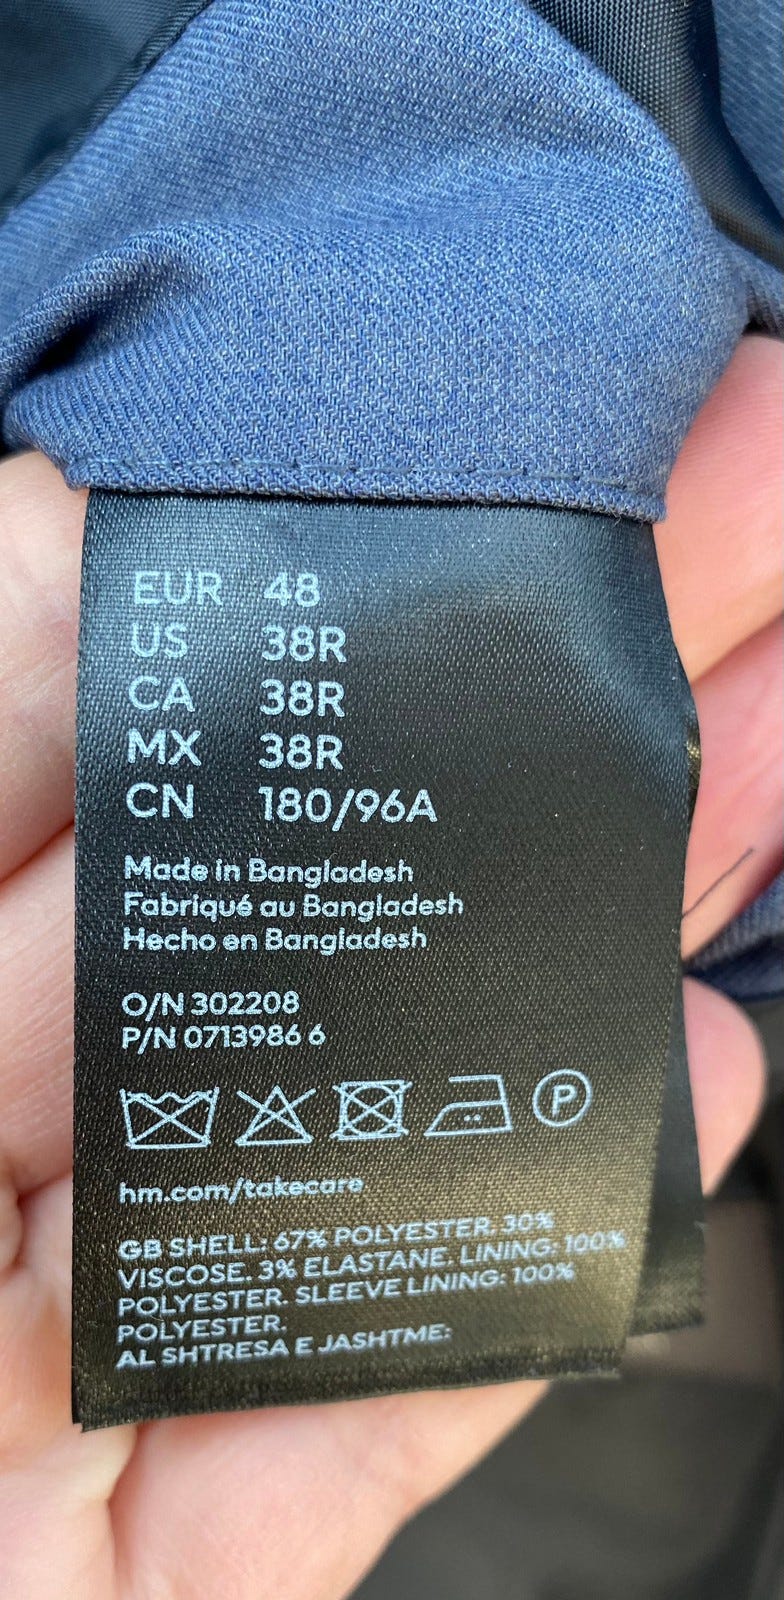 EUR 48
US 38R
CA 38R
MX 38R
CN 180/96A
Made in Bangladesh
Fabriqué au Bangladesh
Hecho en Bangladesh
O/N 302208
P/N 0713986 6
P
hm.com/takecare
GB SHELL: 67% POLYESTER. 30%
VISCOSE. 3% ELASTANE. LINING: 100%
POLYESTER. SLEEVE LINING: 100%
POLYESTER.
AL SHTRESA E JASHTME: